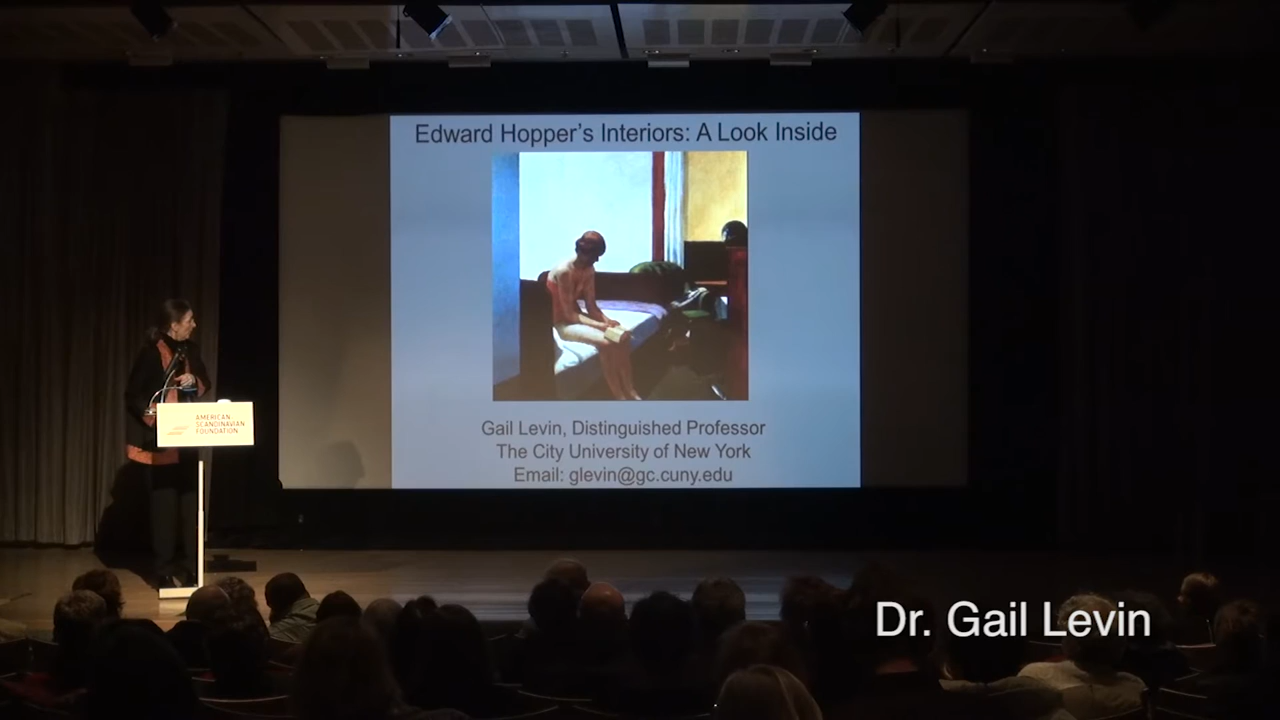 Edward Hopper's Interiors: A Look Inside
Gail Levin, Distinguished Professor
The City University of New York
Email: glevin@gc.cuny.edu
AMERICAN
SCANDINAVIAN
FOUNDATION
Dr. Gail Levin